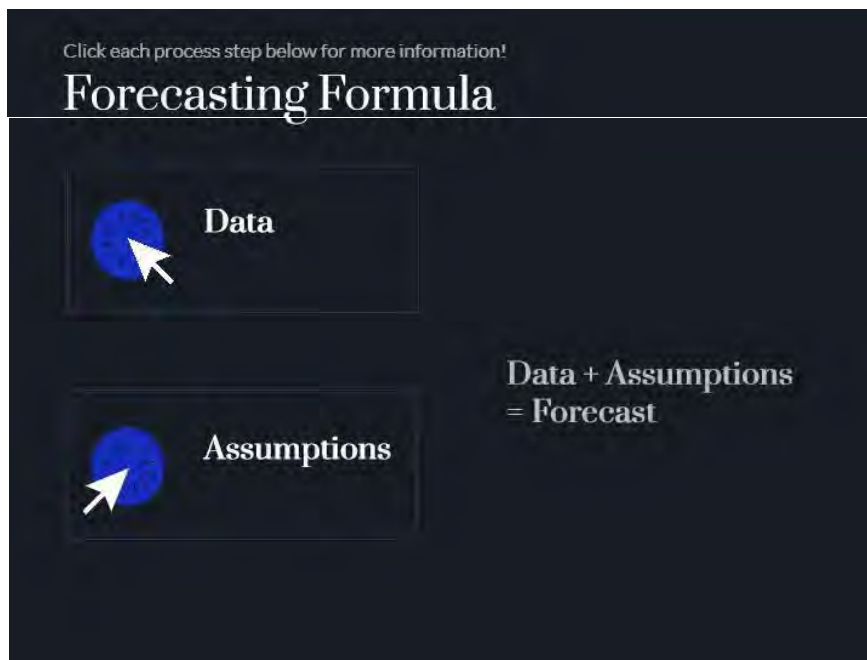 Click each process step below for more information!
Forecasting Formula
Data
Assumptions
Data + Assumptions
= Forecast